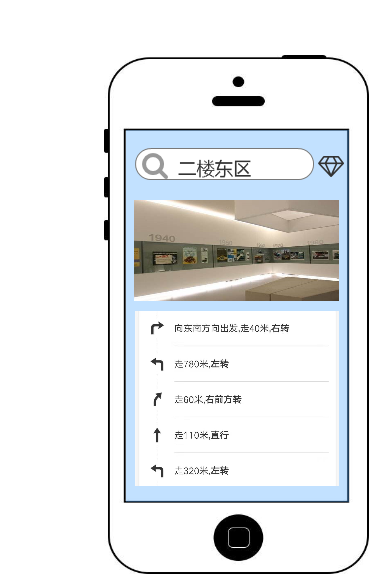 二楼东区
1940
向东南方向出发,走40米,右转
走780米,左转
走60米,右前方转
走110米,直行
走320米,左转